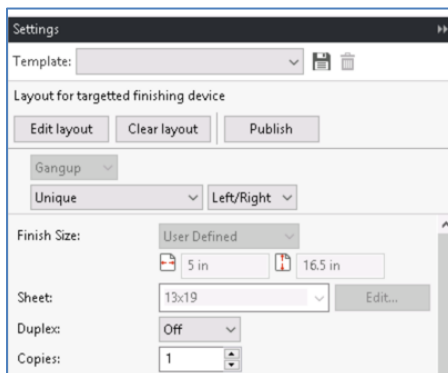 Settings
Template:
Layout for targetted finishing device
Edit layout Clear layout Publish
Gangup
Unique Left/Right
Finish Size: User Defined
5 in 16.5 in
Sheet: 13x19 Edit...
Duplex: Off
Copies: 1